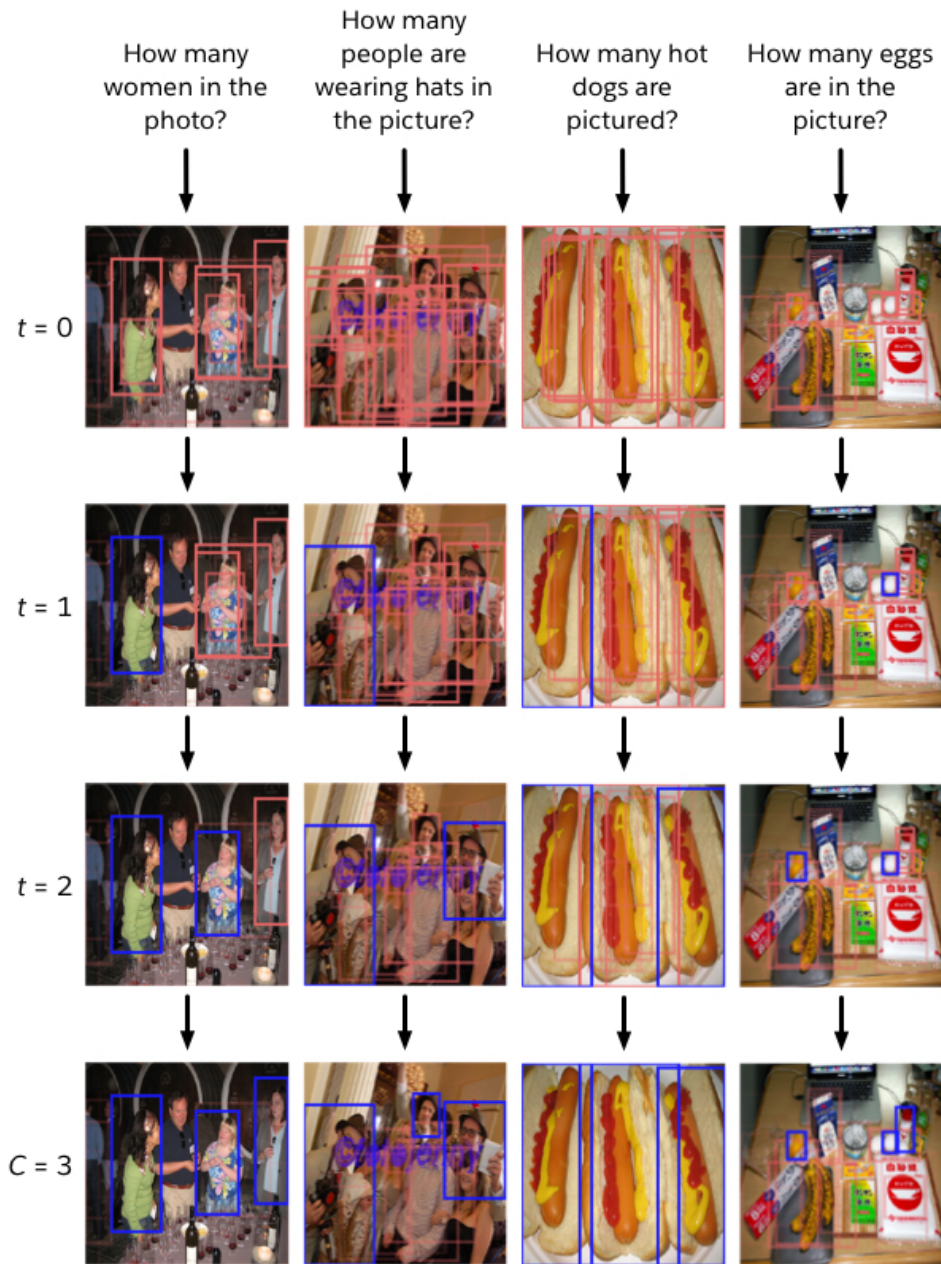 How many
women in the
photo?
How many
people are
wearing hats in
the picture?
How many hot
dogs are
pictured?
How many eggs
are in the
picture?
t = 0
t = 1
t = 2
C = 3